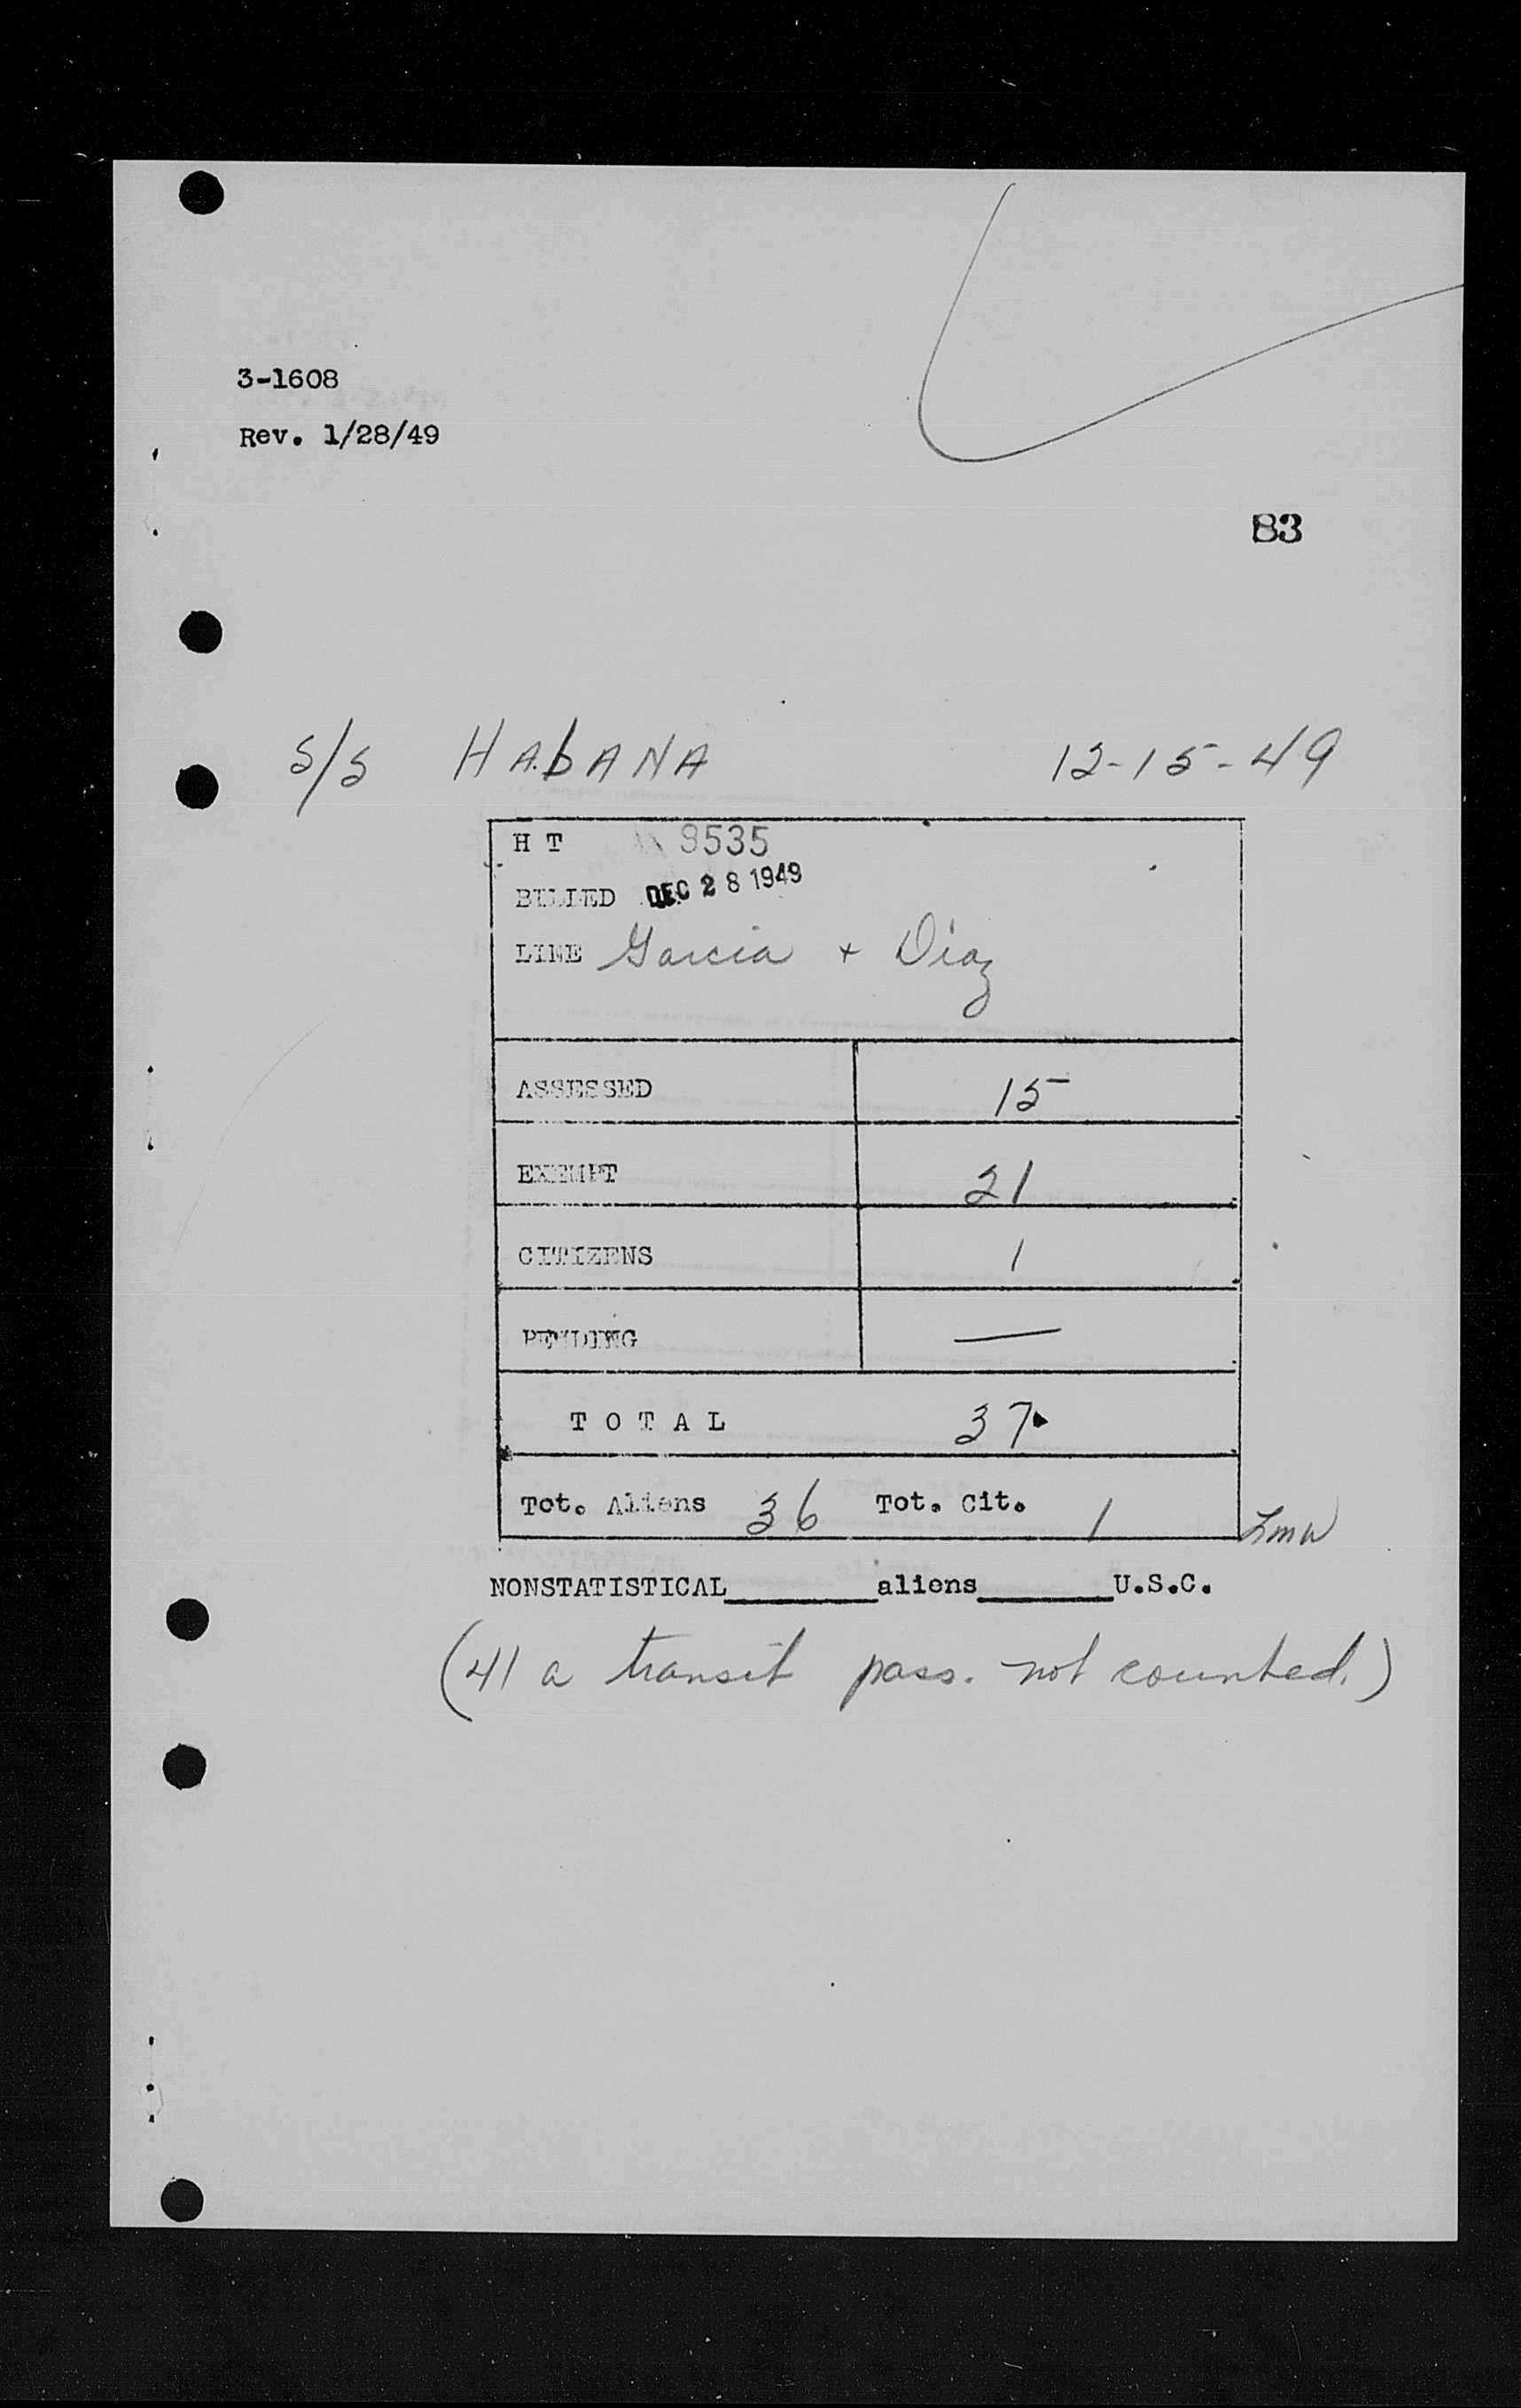 3-1608
Rev. 1/28/49
83
S/S HAbANA 12-15-49
H T 9535
BILLED DEC 28 1949
LINE Garcia + Diaz
ASSESSED 15
EXEMPT 21
CITIZENS 1
PENDING —
TOTAL 37
Tot. Aliens 36 Tot. Cit. 1
NONSTATISTICAL________aliens_______U.S.C.
(41 a transit pass. not counted.)